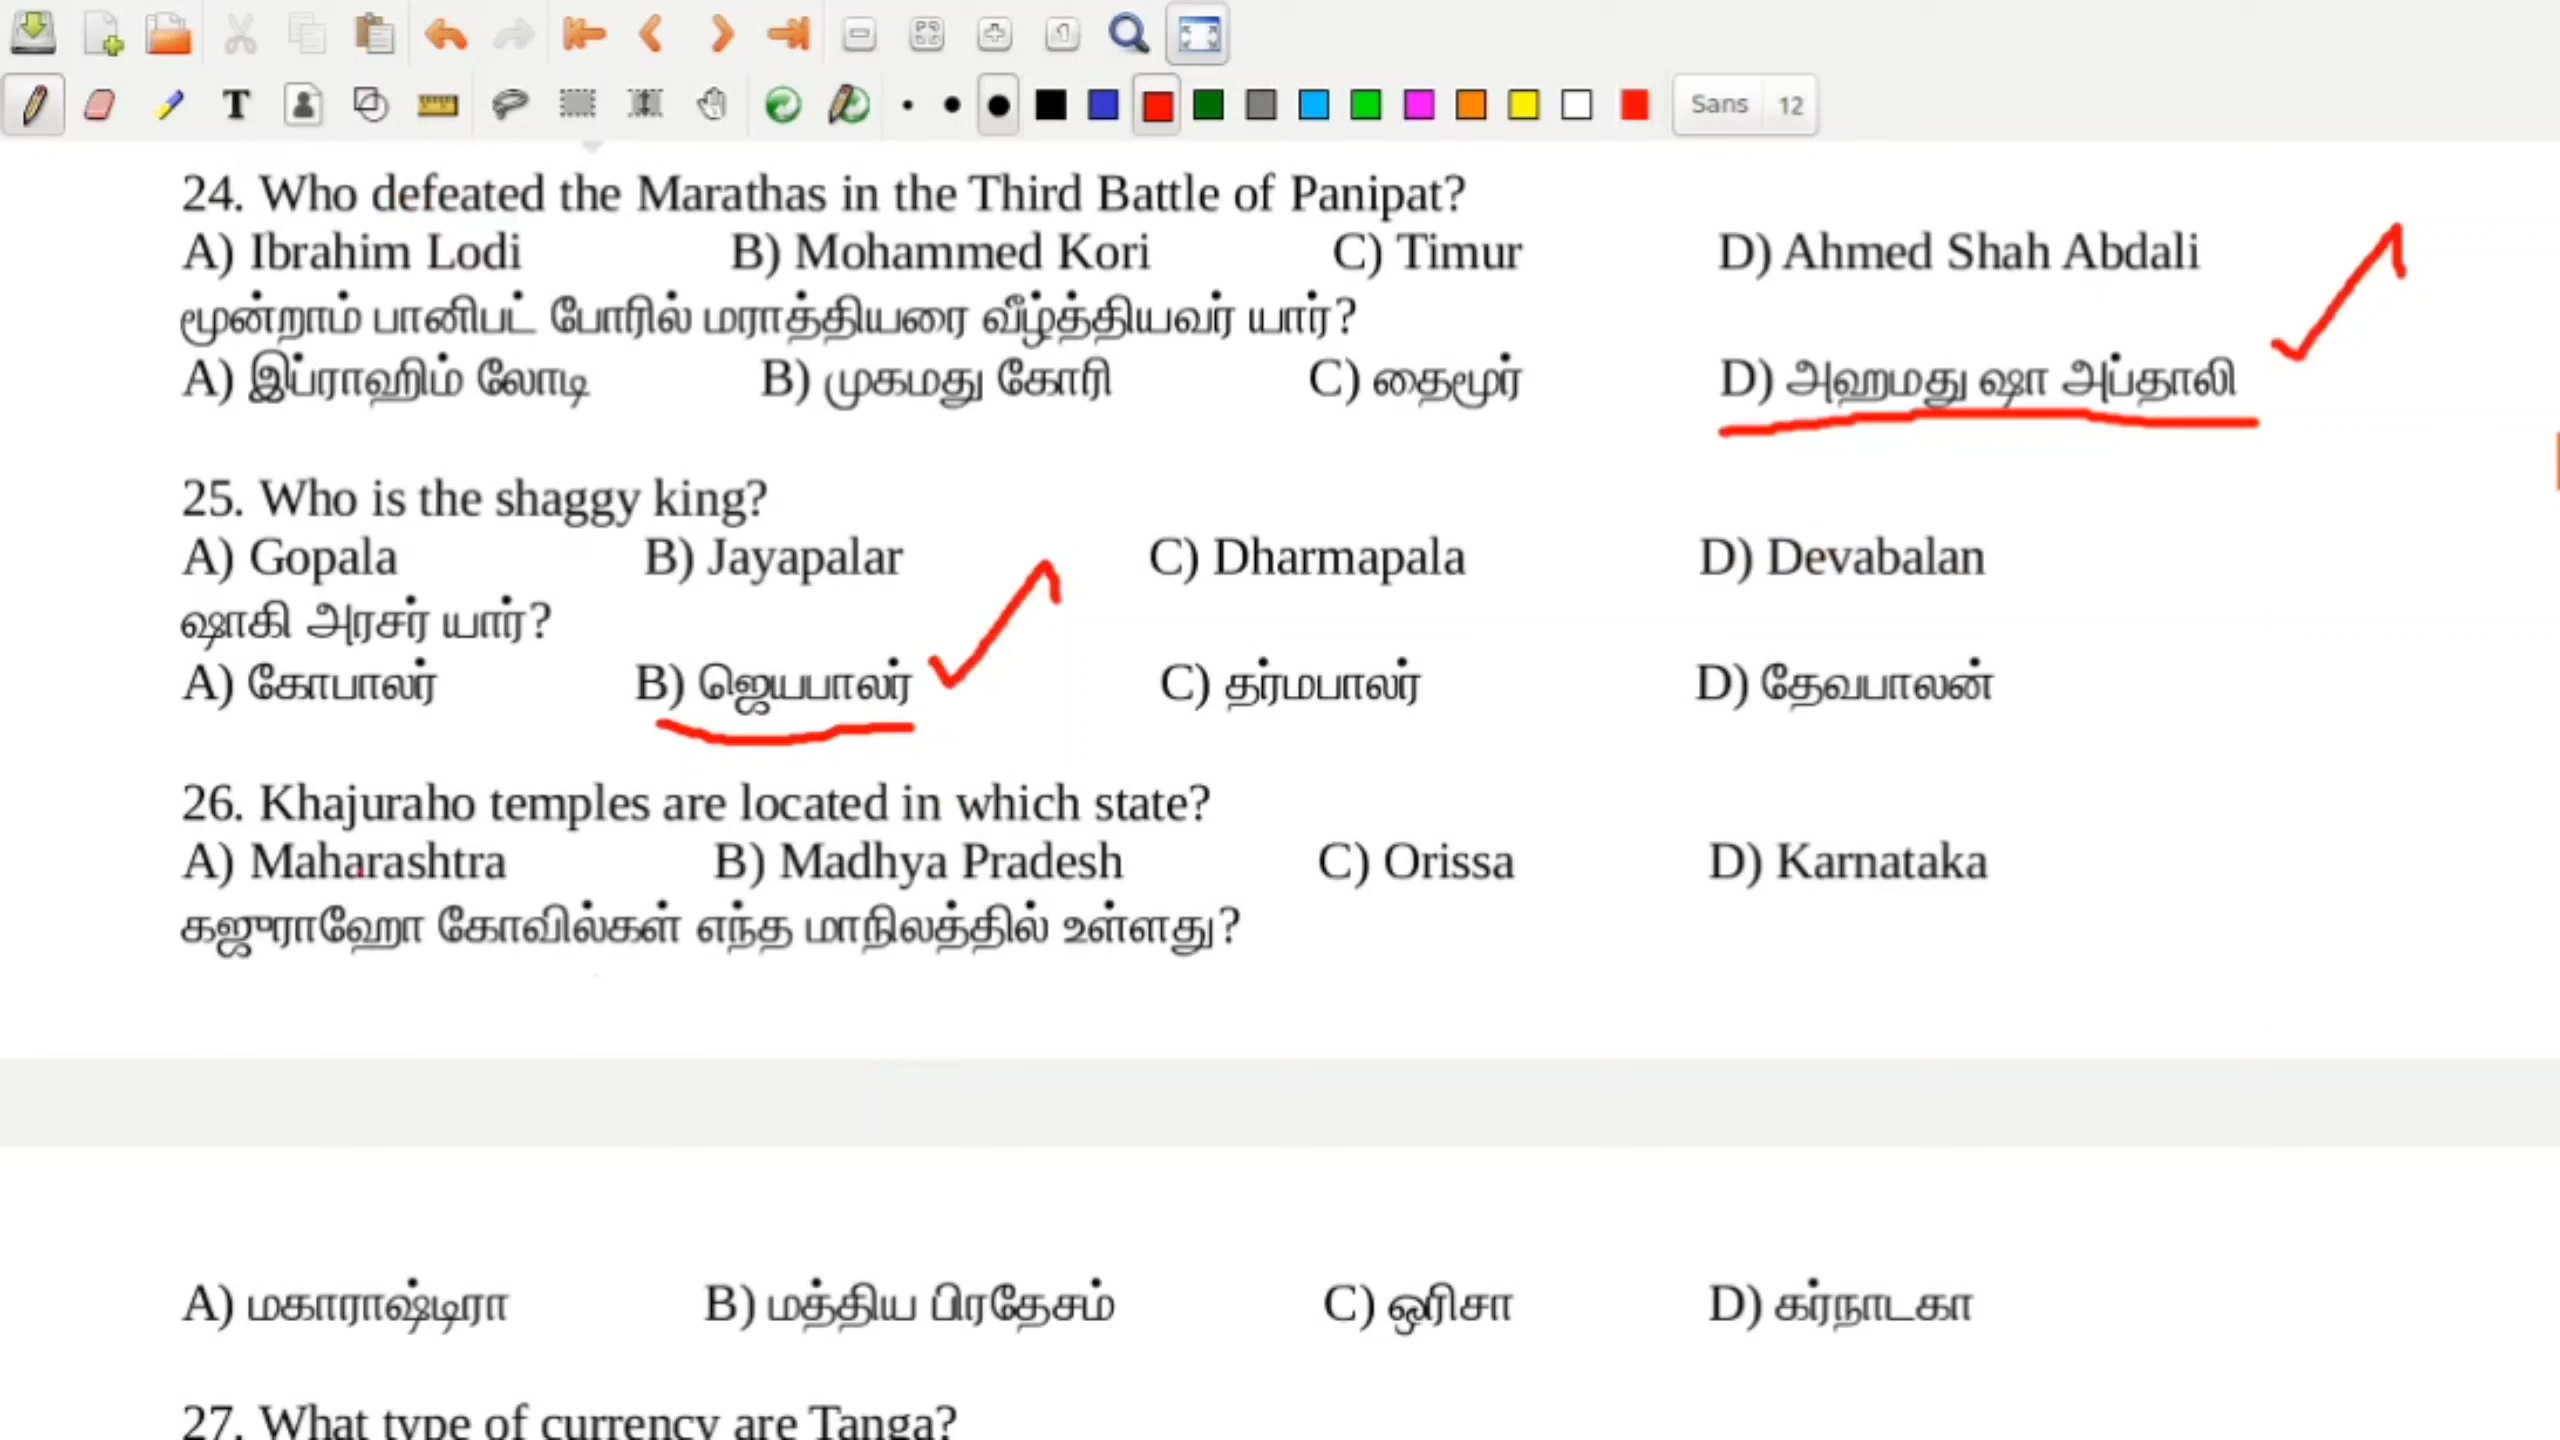 Sans 12
24. Who defeated the Marathas in the Third Battle of Panipat?
A) Ibrahim Lodi B) Mohammed Kori C) Timur D) Ahmed Shah Abdali
மூன்றாம் பானிபட் போரில் மராத்தியரை வீழ்த்தியவர் யார்?
A) இப்ராஹிம் லோடி B) முகமது கோரி C) தைமூர் D) அஹமது ஷா அப்தாலி
25. Who is the shaggy king?
A) Gopala B) Jayapalar C) Dharmapala D) Devabalan
ஷாகி அரசர் யார்?
A) கோபாலர் B) ஜெயபாலர் C) தர்மபாலர் D) தேவபாலன்
26. Khajuraho temples are located in which state?
A) Maharashtra B) Madhya Pradesh C) Orissa D) Karnataka
கஜுராஹோ கோவில்கள் எந்த மாநிலத்தில் உள்ளது?
A) மகாராஷ்டிரா B) மத்திய பிரதேசம் C) ஒரிசா D) கர்நாடகா
27. What type of currency are Tanga?